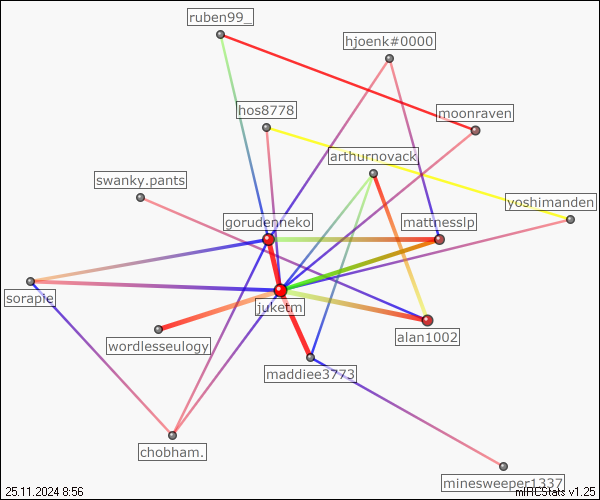 ruben99_
hjoenk#0000
hos8778
moonraven
arthurnovack
swanky.pants
yoshimanden
gorudenneko
mattnesslp
sorapie
juketm
alan1002
wordlesseulogy
maddiee3773
chobham.
minesweeper1337
25.11.2024 8:56
mIRCStats v1.25